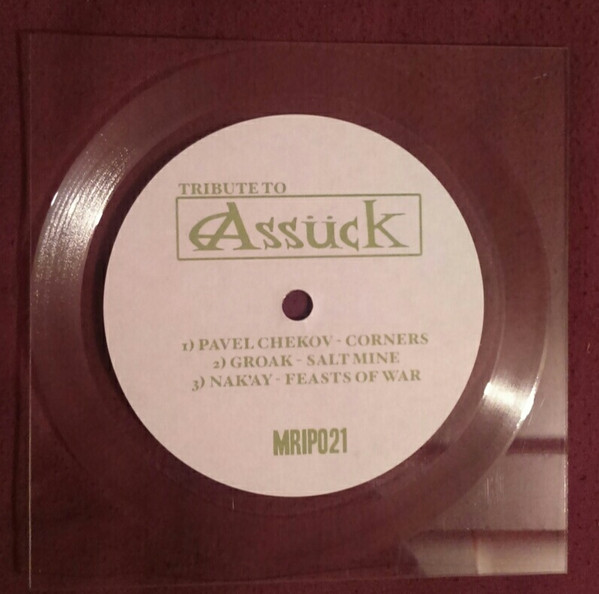 TRIBUTE TO
Assück
1) PAVEL CHEKOV - CORNERS
2) GROAK - SALT MINE
3) NAK'AY - FEASTS OF WAR
MRIP021